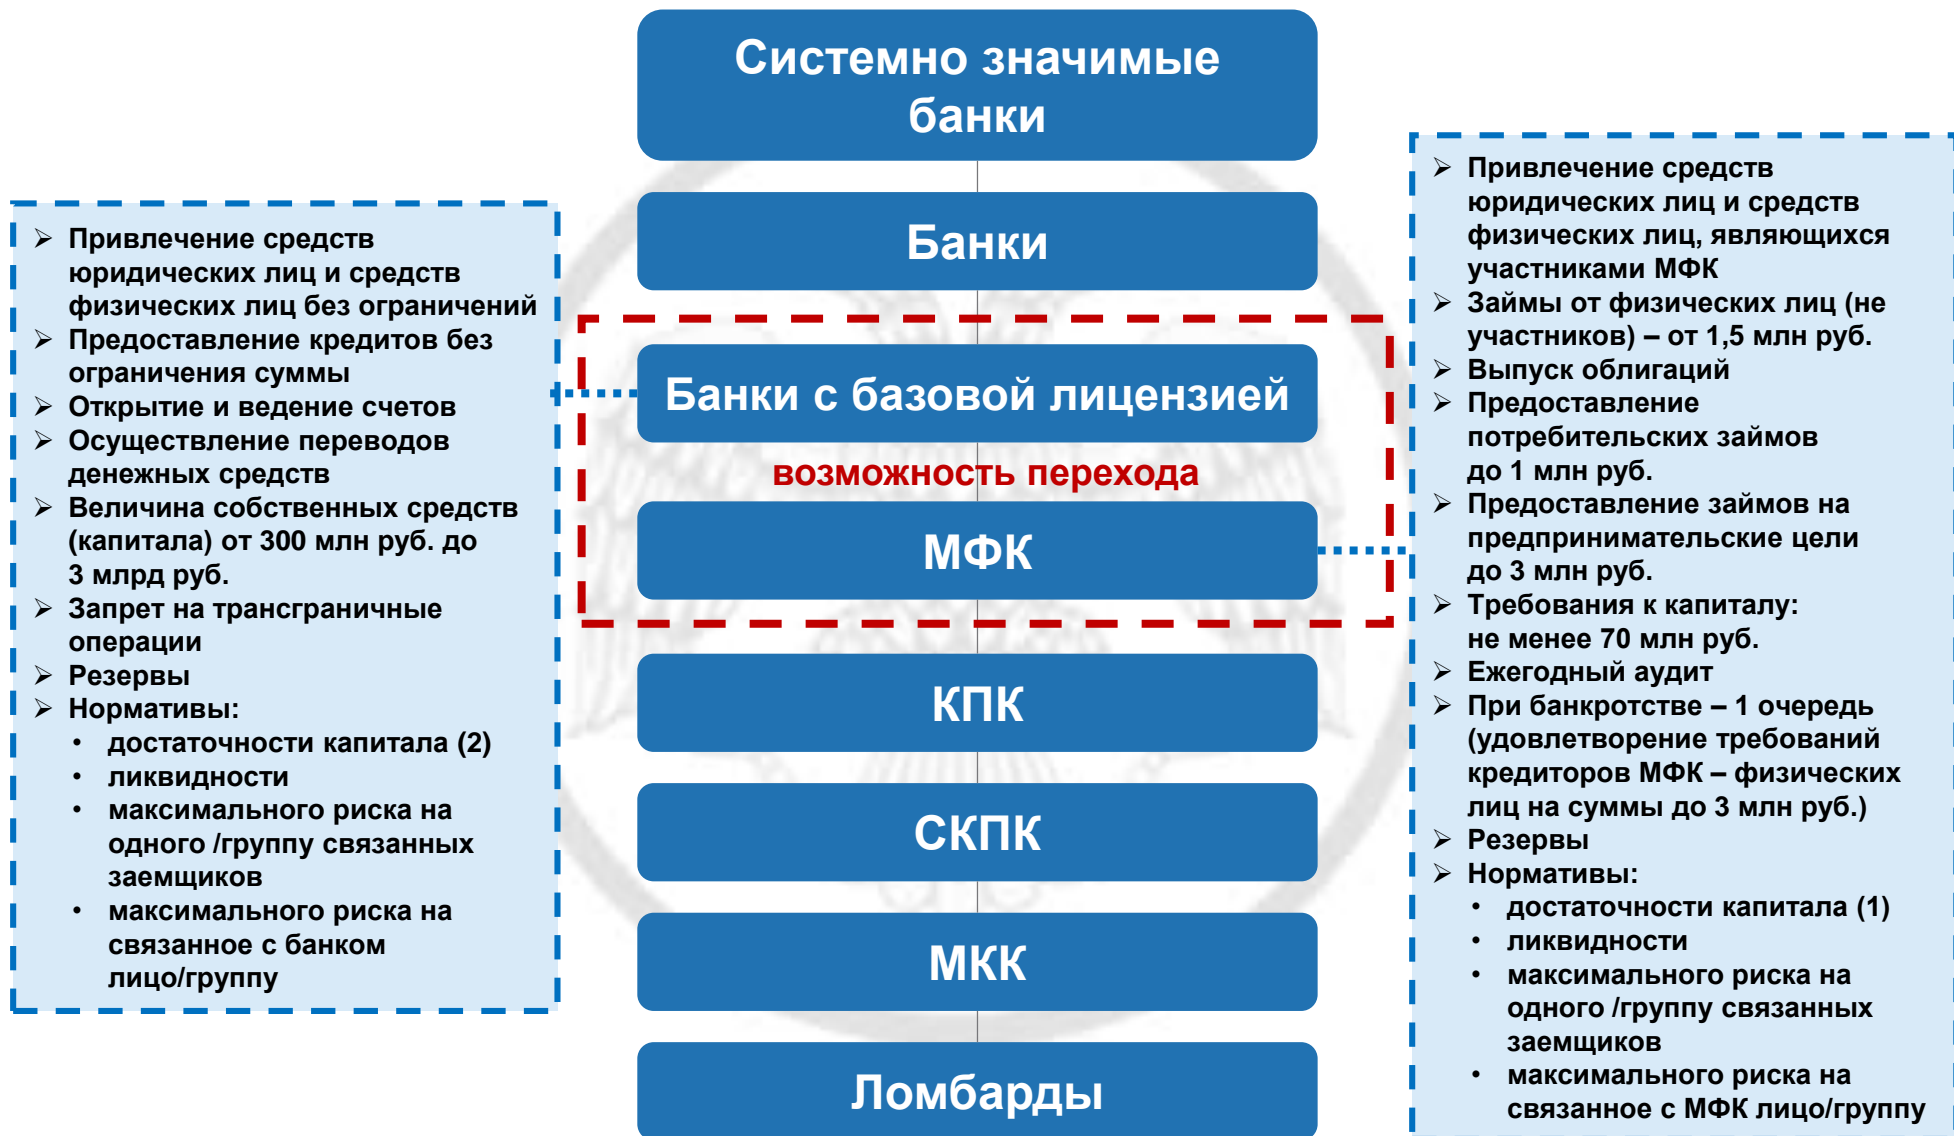 Системно значимые
банки
Банки
Банки с базовой лицензией
возможность перехода
МФК
КПК
СКПК
МКК
Ломбарды
➢ Привлечение средств
юридических лиц и средств
физических лиц без ограничений
➢ Предоставление кредитов без
ограничения суммы
➢ Открытие и ведение счетов
➢ Осуществление переводов
денежных средств
➢ Величина собственных средств
(капитала) от 300 млн руб. до
3 млрд руб.
➢ Запрет на трансграничные
операции
➢ Резервы
➢ Нормативы:
• достаточности капитала (2)
• ликвидности
• максимального риска на
одного /группу связанных
заемщиков
• максимального риска на
связанное с банком
лицо/группу
➢ Привлечение средств
юридических лиц и средств
физических лиц, являющихся
участниками МФК
➢ Займы от физических лиц (не
участников) – от 1,5 млн руб.
➢ Выпуск облигаций
➢ Предоставление
потребительских займов
до 1 млн руб.
➢ Предоставление займов на
предпринимательские цели
до 3 млн руб.
➢ Требования к капиталу:
не менее 70 млн руб.
➢ Ежегодный аудит
➢ При банкротстве – 1 очередь
(удовлетворение требований
кредиторов МФК – физических
лиц на суммы до 3 млн руб.)
➢ Резервы
➢ Нормативы:
• достаточности капитала (1)
• ликвидности
• максимального риска на
одного /группу связанных
заемщиков
• максимального риска на
связанное с МФК лицо/группу